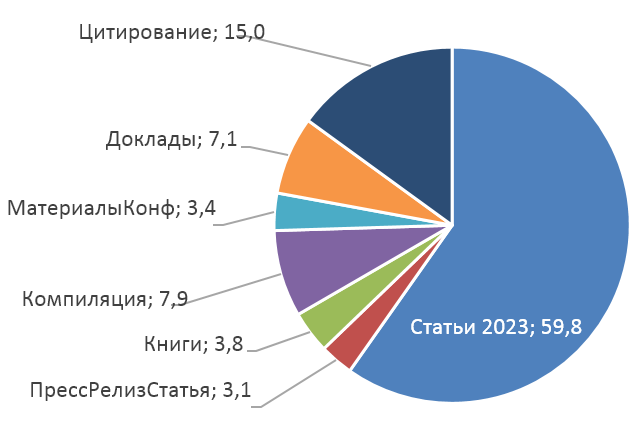 Цитирование; 15,0
Доклады; 7,1
МатериалыКонф; 3,4
Компиляция; 7,9
Статьи 2023; 59,8
Книги; 3,8
ПрессРелизСтатья; 3,1